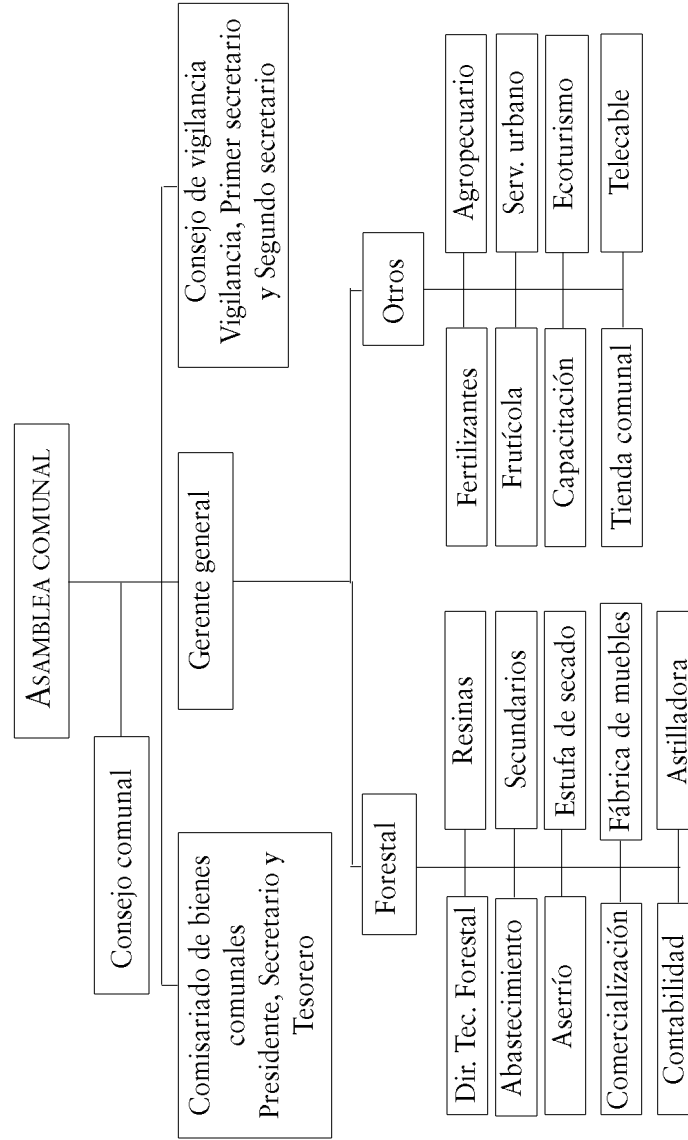 ASAMBLEA COMUNAL
Consejo comunal
Comisariado de bienes
comunales
Presidente, Secretario y
Tesorero
Gerente general
Consejo de vigilancia
Vigilancia, Primer secretario
y Segundo secretario
Forestal
Otros
Dir. Tec. Forestal
Resinas
Abastecimiento
Secundarios
Aserrío
Estufa de secado
Comercialización
Fábrica de muebles
Contabilidad
Astilladora
Fertilizantes
Agropecuario
Frutícola
Serv. urbano
Capacitación
Ecoturismo
Tienda comunal
Telecable